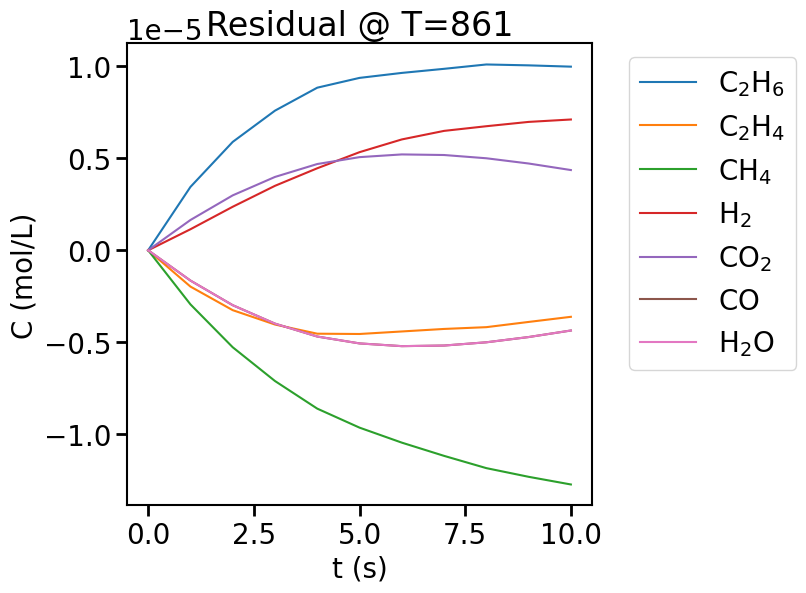 1e−5 Residual @ T=861
C (mol/L)
1.0
0.5
0.0
−0.5
−1.0
0.0 2.5 5.0 7.5 10.0
t (s)
C₂H₆
C₂H₄
CH₄
H₂
CO₂
CO
H₂O